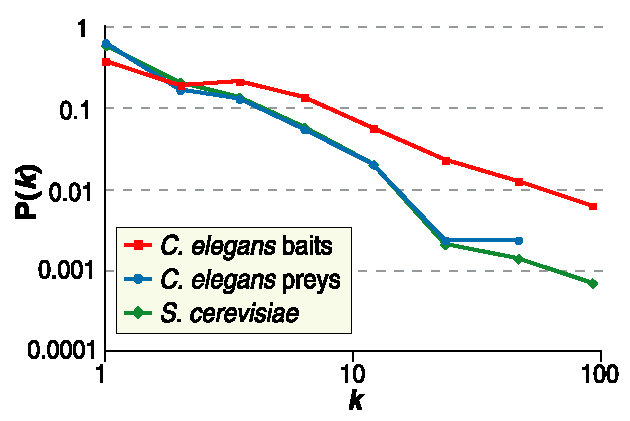 1
0.1
0.01
0.001
0.0001
P(k)
C. elegans baits
C. elegans preys
S. cerevisiae
1
10
100
k